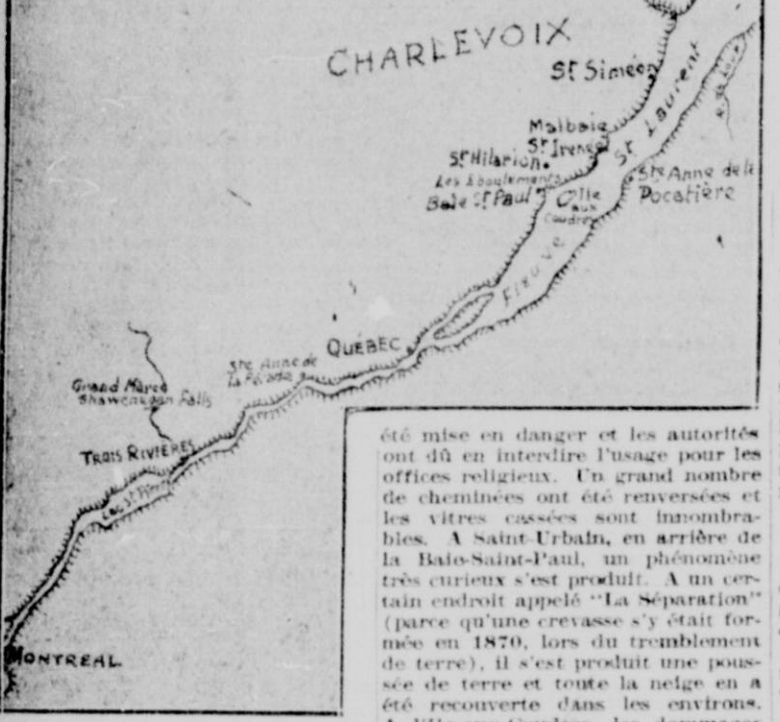 CHARLEVOIX
St Siméon
St Laurent
Malbaie
St Irenée
St Hilarion
Les Eboulements
Baie St Paul
Ile
aux
Coudres
Ste Anne de la
Pocatière
Fleuve
QUÉBEC
Ste Anne de
La Pérade
Grand Mère
Shawenegan Falls
TROIS RIVIÈRES
Lac St Pierre
MONTREAL
été mise en danger et les autorités
ont dû en interdire l'usage pour les
offices religieux. Un grand nombre
de cheminées ont été renversées et
les vitres cassées sont innombra-
bles. A Saint-Urbain, en arrière de
la Baie-Saint-Paul, un phénomène
très curieux s'est produit. A un cer-
tain endroit appelé "La Séparation"
(parce qu'une crevasse s'y était for-
mée en 1870, lors du tremblement
de terre), il s'est produit une pous-
sée de terre et toute la neige en a
été recouverte dans les environs.